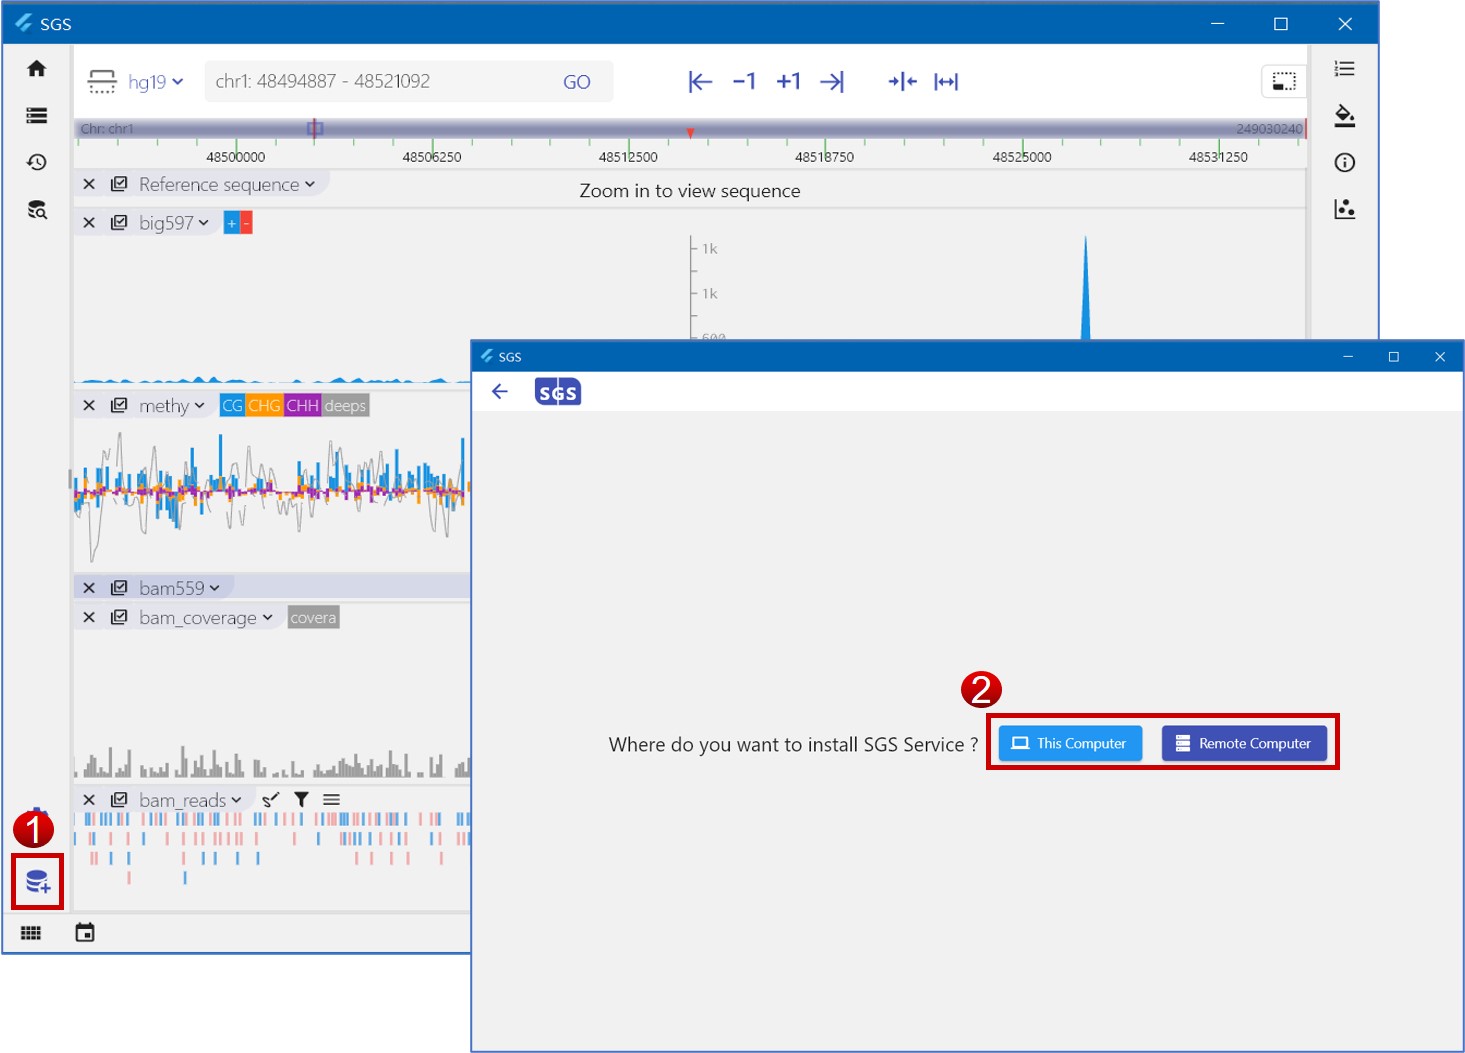 SGS
hg19
chr1: 48494887 - 48521092
GO
−1 +1
Chr: chr1
249030240
48500000 48506250 48512500 48518750 48525000 48531250
Reference sequence
Zoom in to view sequence
big597 + -
1k
1k
600
SGS
SGS
methy CG CHG CHH deeps
bam559
bam_coverage covera
2
Where do you want to install SGS Service ? This Computer Remote Computer
bam_reads
1